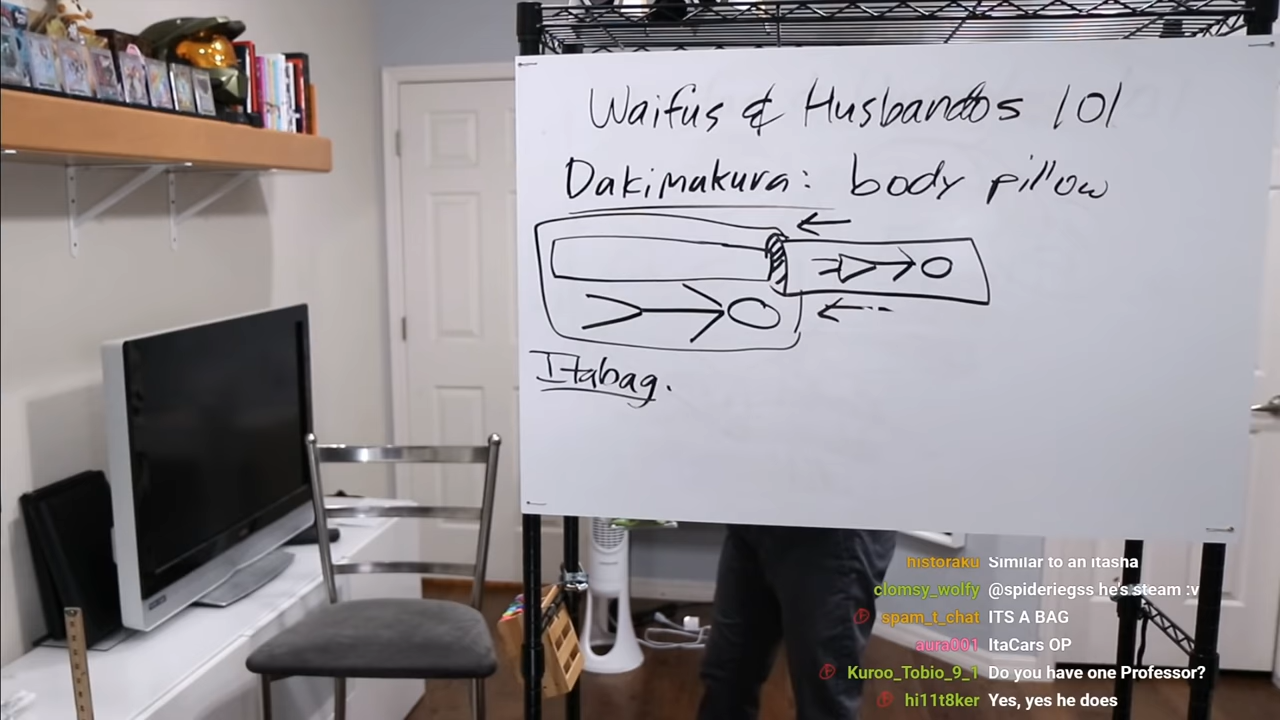 Waifus & Husbandos 101
Dakimakura: body pillow
Itabag.
historaku Similar to an itasha
clomsy_wolfy @spideriegss he's steam :v
spam_t_chat ITS A BAG
aura001 ItaCars OP
Kuroo_Tobio_9_1 Do you have one Professor?
hi11t8ker Yes, yes he does